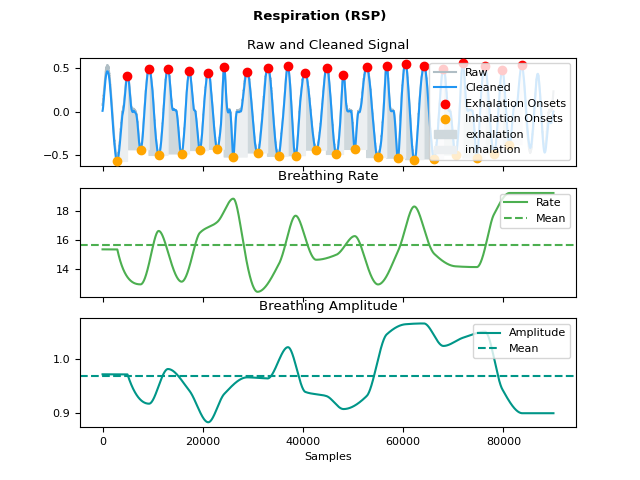 Respiration (RSP)
Raw and Cleaned Signal
0.5
0.0
−0.5
Raw
Cleaned
Exhalation Onsets
Inhalation Onsets
exhalation
inhalation
Breathing Rate
18
16
14
Rate
Mean
Breathing Amplitude
1.0
0.9
Amplitude
Mean
0
20000
40000
60000
80000
Samples